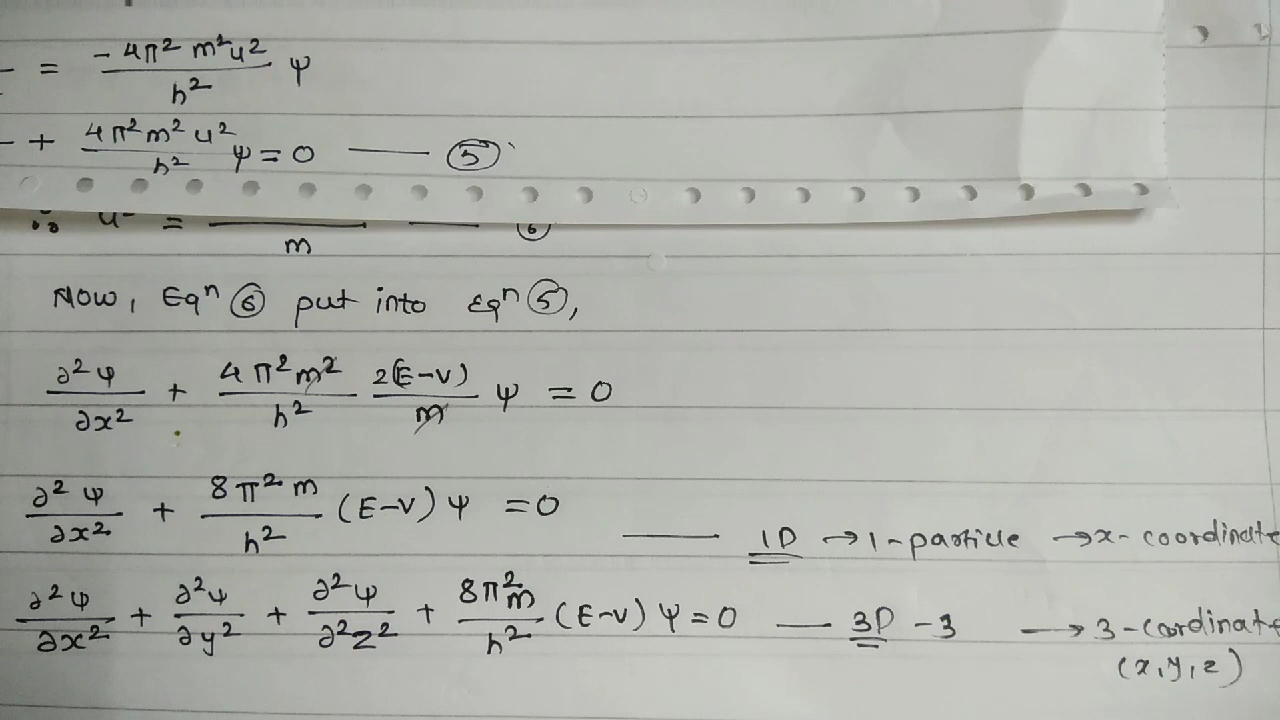 = -4π² m²u² / h² ψ
+ 4π² m² u² / h² ψ = 0 —— ⑤
∴ u² = / m —— ⑥
Now, Eqⁿ ⑥ put into Eqⁿ ⑤,
∂²ψ / ∂x² + 4π²m² / h² 2(E-V) / m ψ = 0
∂²ψ / ∂x² + 8π²m / h² (E-V) ψ = 0 —— 1D → 1-particle → x-coordinate
∂²ψ / ∂x² + ∂²ψ / ∂y² + ∂²ψ / ∂²z² + 8π²m / h² (E-V) ψ = 0 — 3D - 3 → 3-cordinate
(x,y,z)